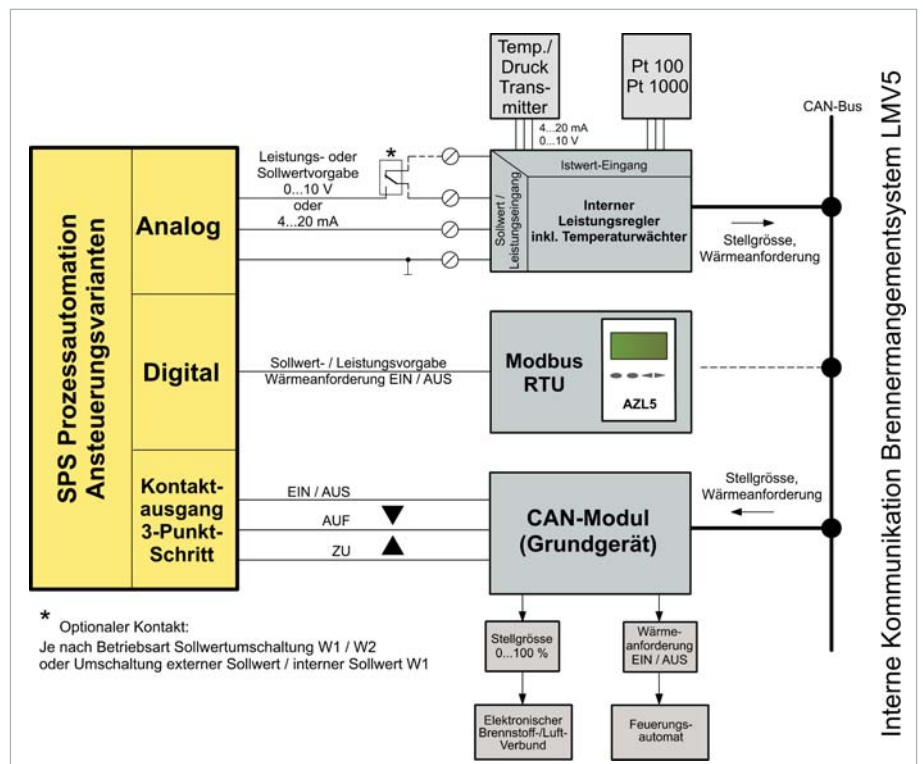 SPS Prozessautomation
Ansteuerungsvarianten
Analog
Digital
Kontakt-
ausgang
3-Punkt-
Schritt
Leistungs- oder
Sollwertvorgabe
0...10 V
oder
4...20 mA
*
Temp./
Druck
Trans-
mitter
Pt 100
Pt 1000
4...20 mA
0...10 V
Sollwert /
Leistungseingang
Istwert-Eingang
Interner
Leistungsregler
inkl. Temperaturwächter
CAN-Bus
Stellgrösse,
Wärmeanforderung
Sollwert- / Leistungsvorgabe
Wärmeanforderung EIN / AUS
Modbus
RTU
AZL5
EIN / AUS
AUF
ZU
CAN-Modul
(Grundgerät)
Stellgrösse,
Wärmeanforderung
Stellgrösse
0...100 %
Wärme-
anforderung
EIN / AUS
Elektronischer
Brennstoff-/Luft-
Verbund
Feuerungs-
automat
* Optionaler Kontakt:
Je nach Betriebsart Sollwertumschaltung W1 / W2
oder Umschaltung externer Sollwert / interner Sollwert W1
Interne Kommunikation Brennermangementsystem LMV5